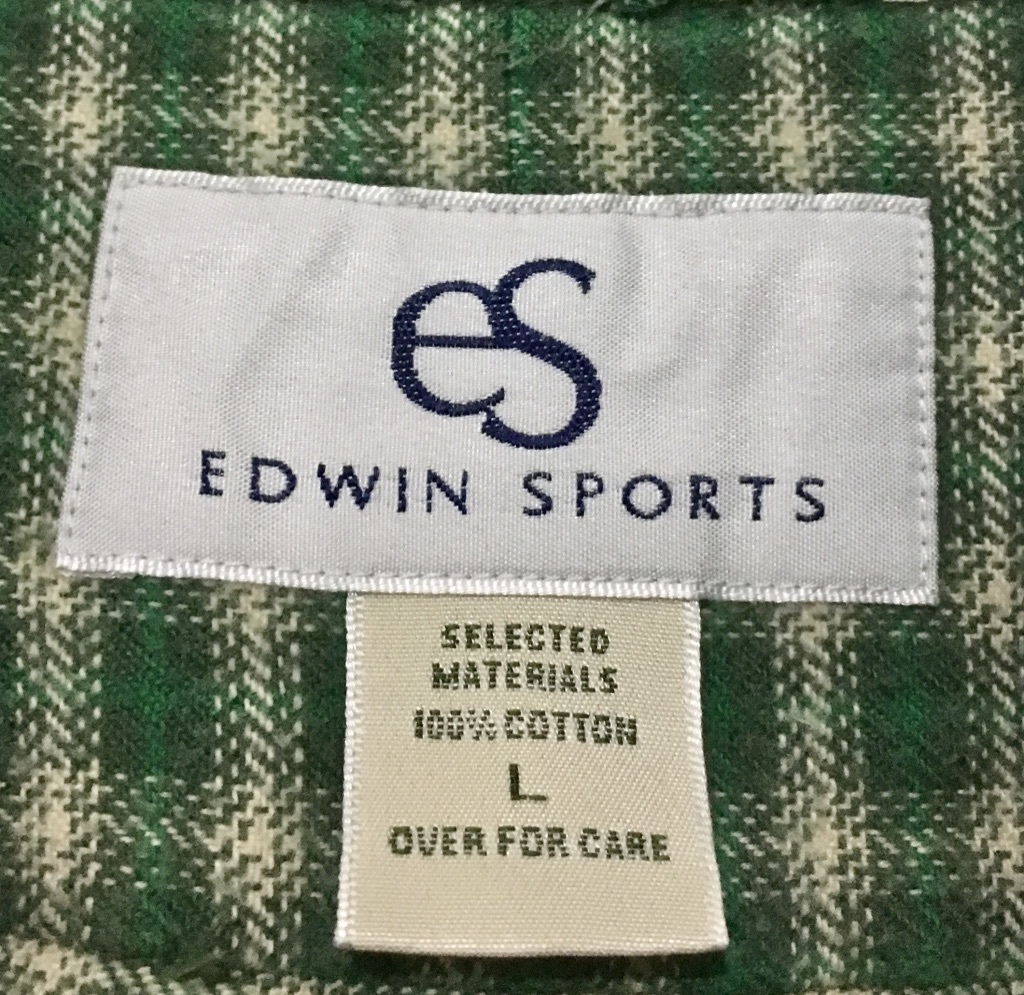 eS
EDWIN SPORTS
SELECTED
MATERIALS
100% COTTON
L
OVER FOR CARE